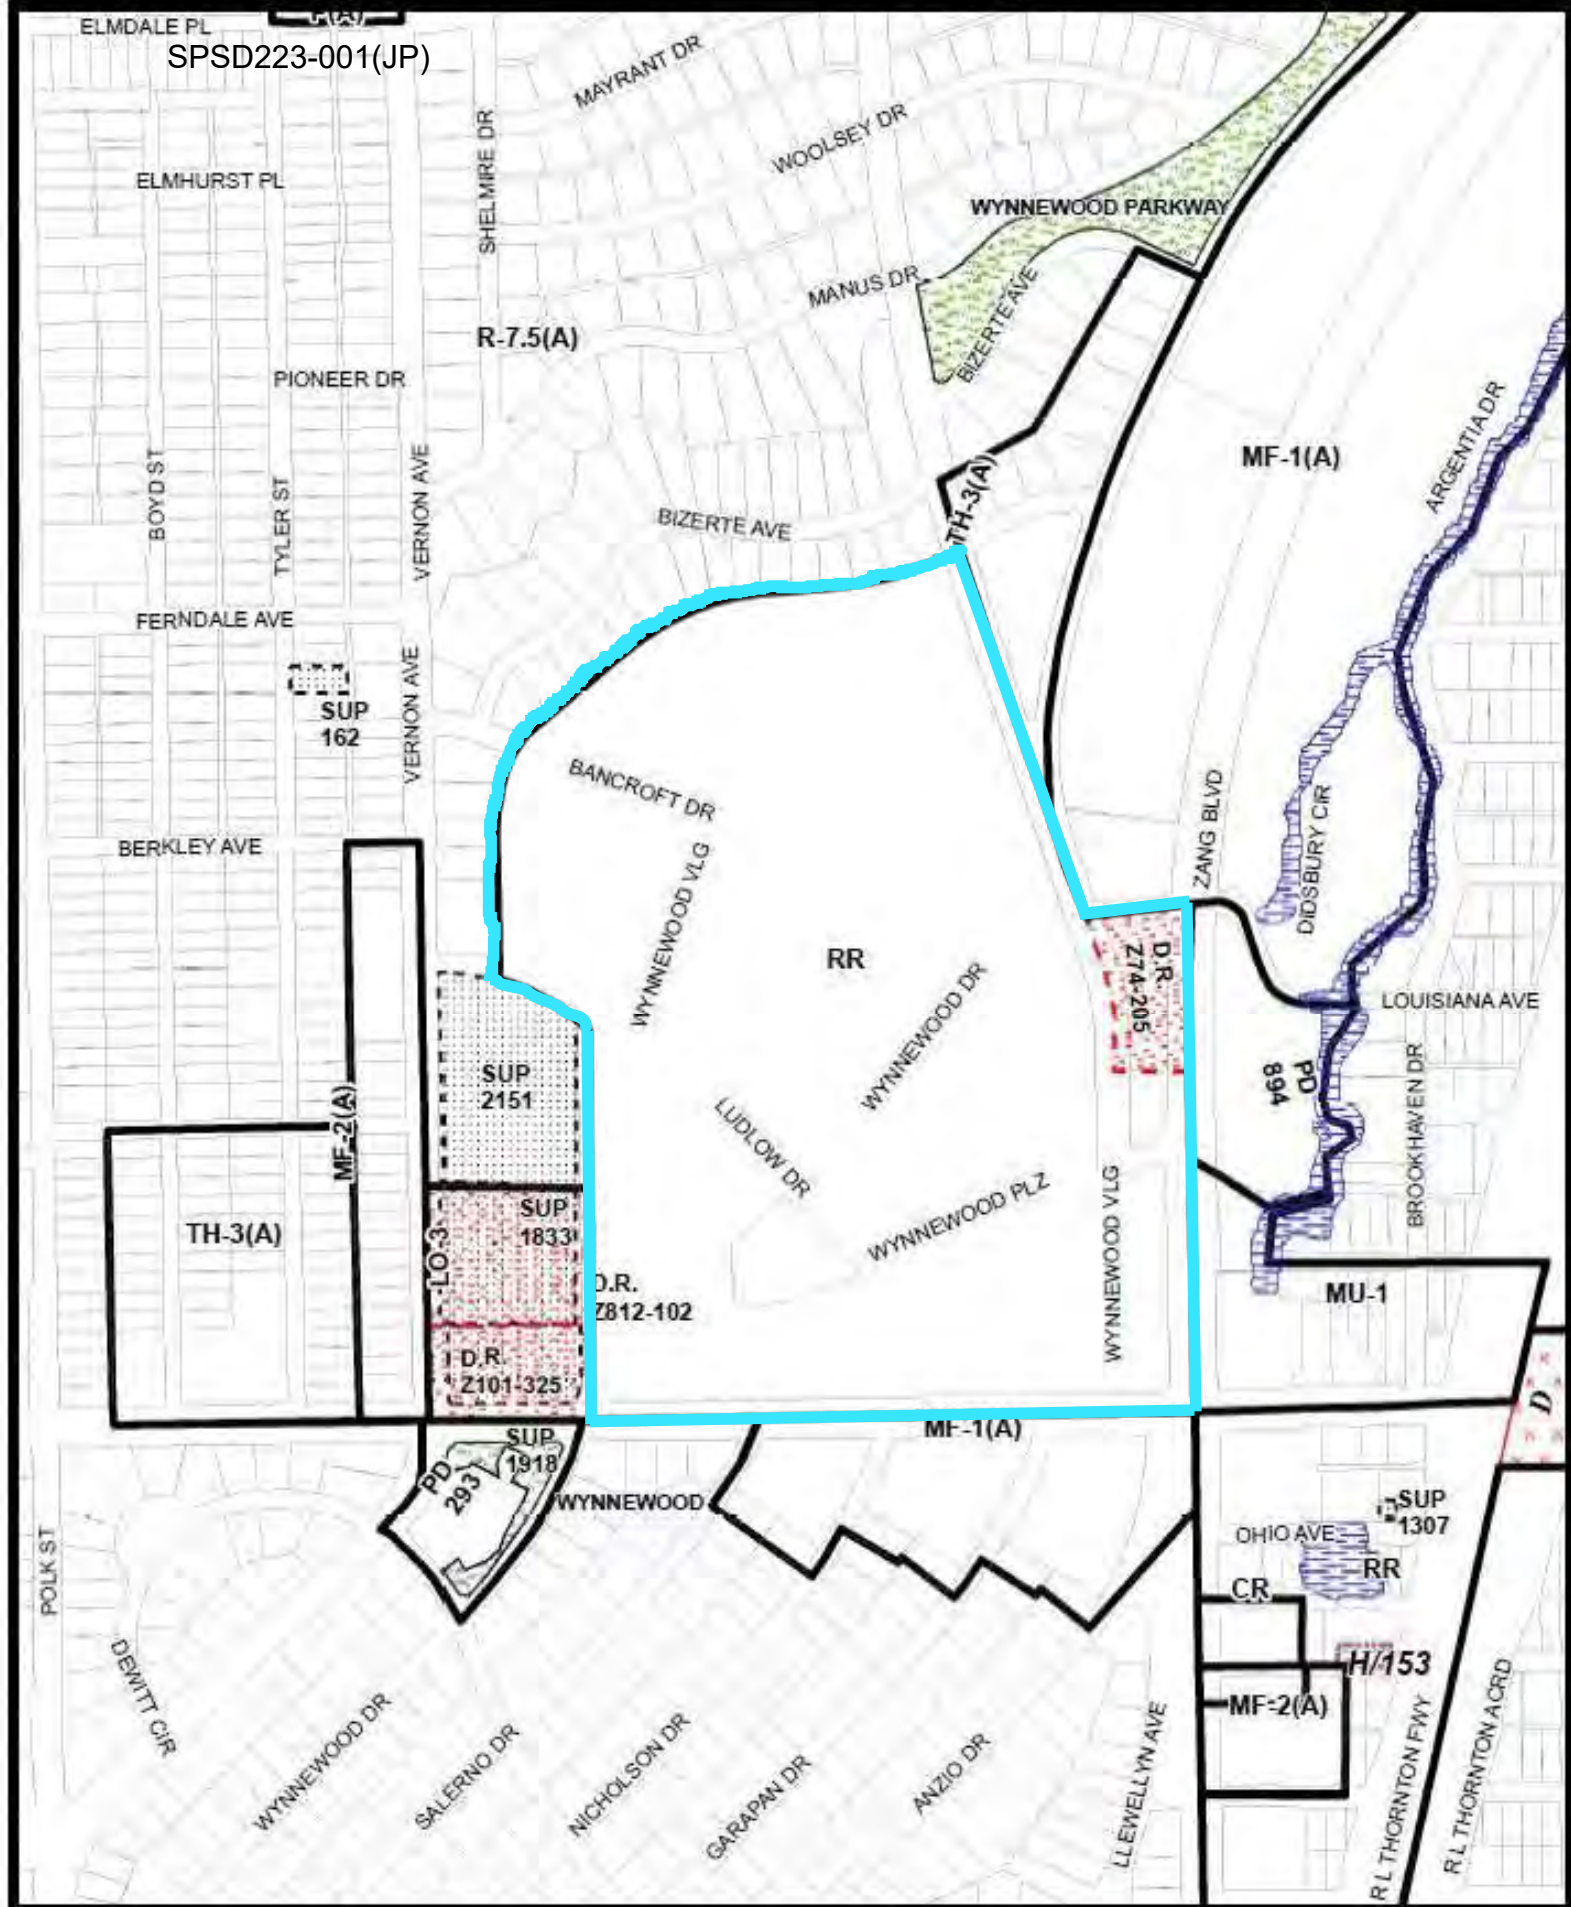 P(A)
ELMDALE PL
SPSD223-001(JP)
MAYRANT DR
WOOLSEY DR
SHELMIRE DR
ELMHURST PL
WYNNEWOOD PARKWAY
MANUS DR
BIZERTE AVE
R-7.5(A)
PIONEER DR
MF-1(A)
ARGENTIA DR
BOYD ST
TYLER ST
VERNON AVE
BIZERTE AVE
TH-3(A)
FERNDALE AVE
SUP
162
VERNON AVE
BANCROFT DR
ZANG BLVD
DIDSBURY CIR
BERKLEY AVE
WYNNEWOOD VLG
RR
WYNNEWOOD DR
D.R.
Z74-205
LOUISIANA AVE
SUP
2151
PD
894
BROOKHAVEN DR
MF-2(A)
LUDLOW DR
WYNNEWOOD PLZ
WYNNEWOOD VLG
TH-3(A)
LO-3
SUP
1833
D.R.
Z812-102
MU-1
D.R.
Z101-325
D
MF-1(A)
SUP
1918
PD
293
WYNNEWOOD
SUP
1307
OHIO AVE
RR
CR
POLK ST
H/153
MF-2(A)
DEWITT CIR
WYNNEWOOD DR
SALERNO DR
NICHOLSON DR
GARAPAN DR
ANZIO DR
LLEWELLYN AVE
R L THORNTON FWY
R L THORNTON ACRD